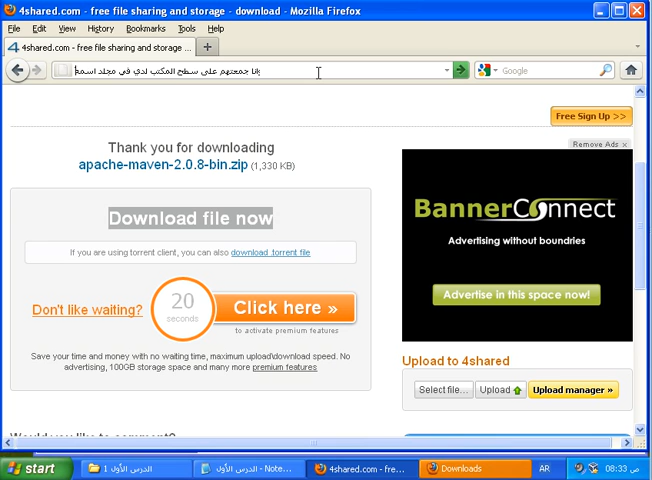 4shared.com - free file sharing and storage - download - Mozilla Firefox
File Edit View History Bookmarks Tools Help
4shared.com - free file sharing and storage ...
وانا جمعتهم على سطح المكتب لدي في مجلد اسمه
Google
Free Sign Up >>
Remove Ads x
Thank you for downloading
apache-maven-2.0.8-bin.zip (1,330 KB)
Download file now
If you are using torrent client, you can also download .torrent file
Don't like waiting?
20
seconds
Click here »
to activate premium features
Save your time and money with no waiting time, maximum upload\download speed. No
advertising, 100GB storage space and many more premium features
BannerConnect
Advertising without boundries
Advertise in this space now!
Upload to 4shared
Select file...
Upload
Upload manager »
Would you like to comment?
start
الدرس الأول 1
الدرس الأول - Note...
4shared.com - fre...
Downloads
AR
08:33 ص